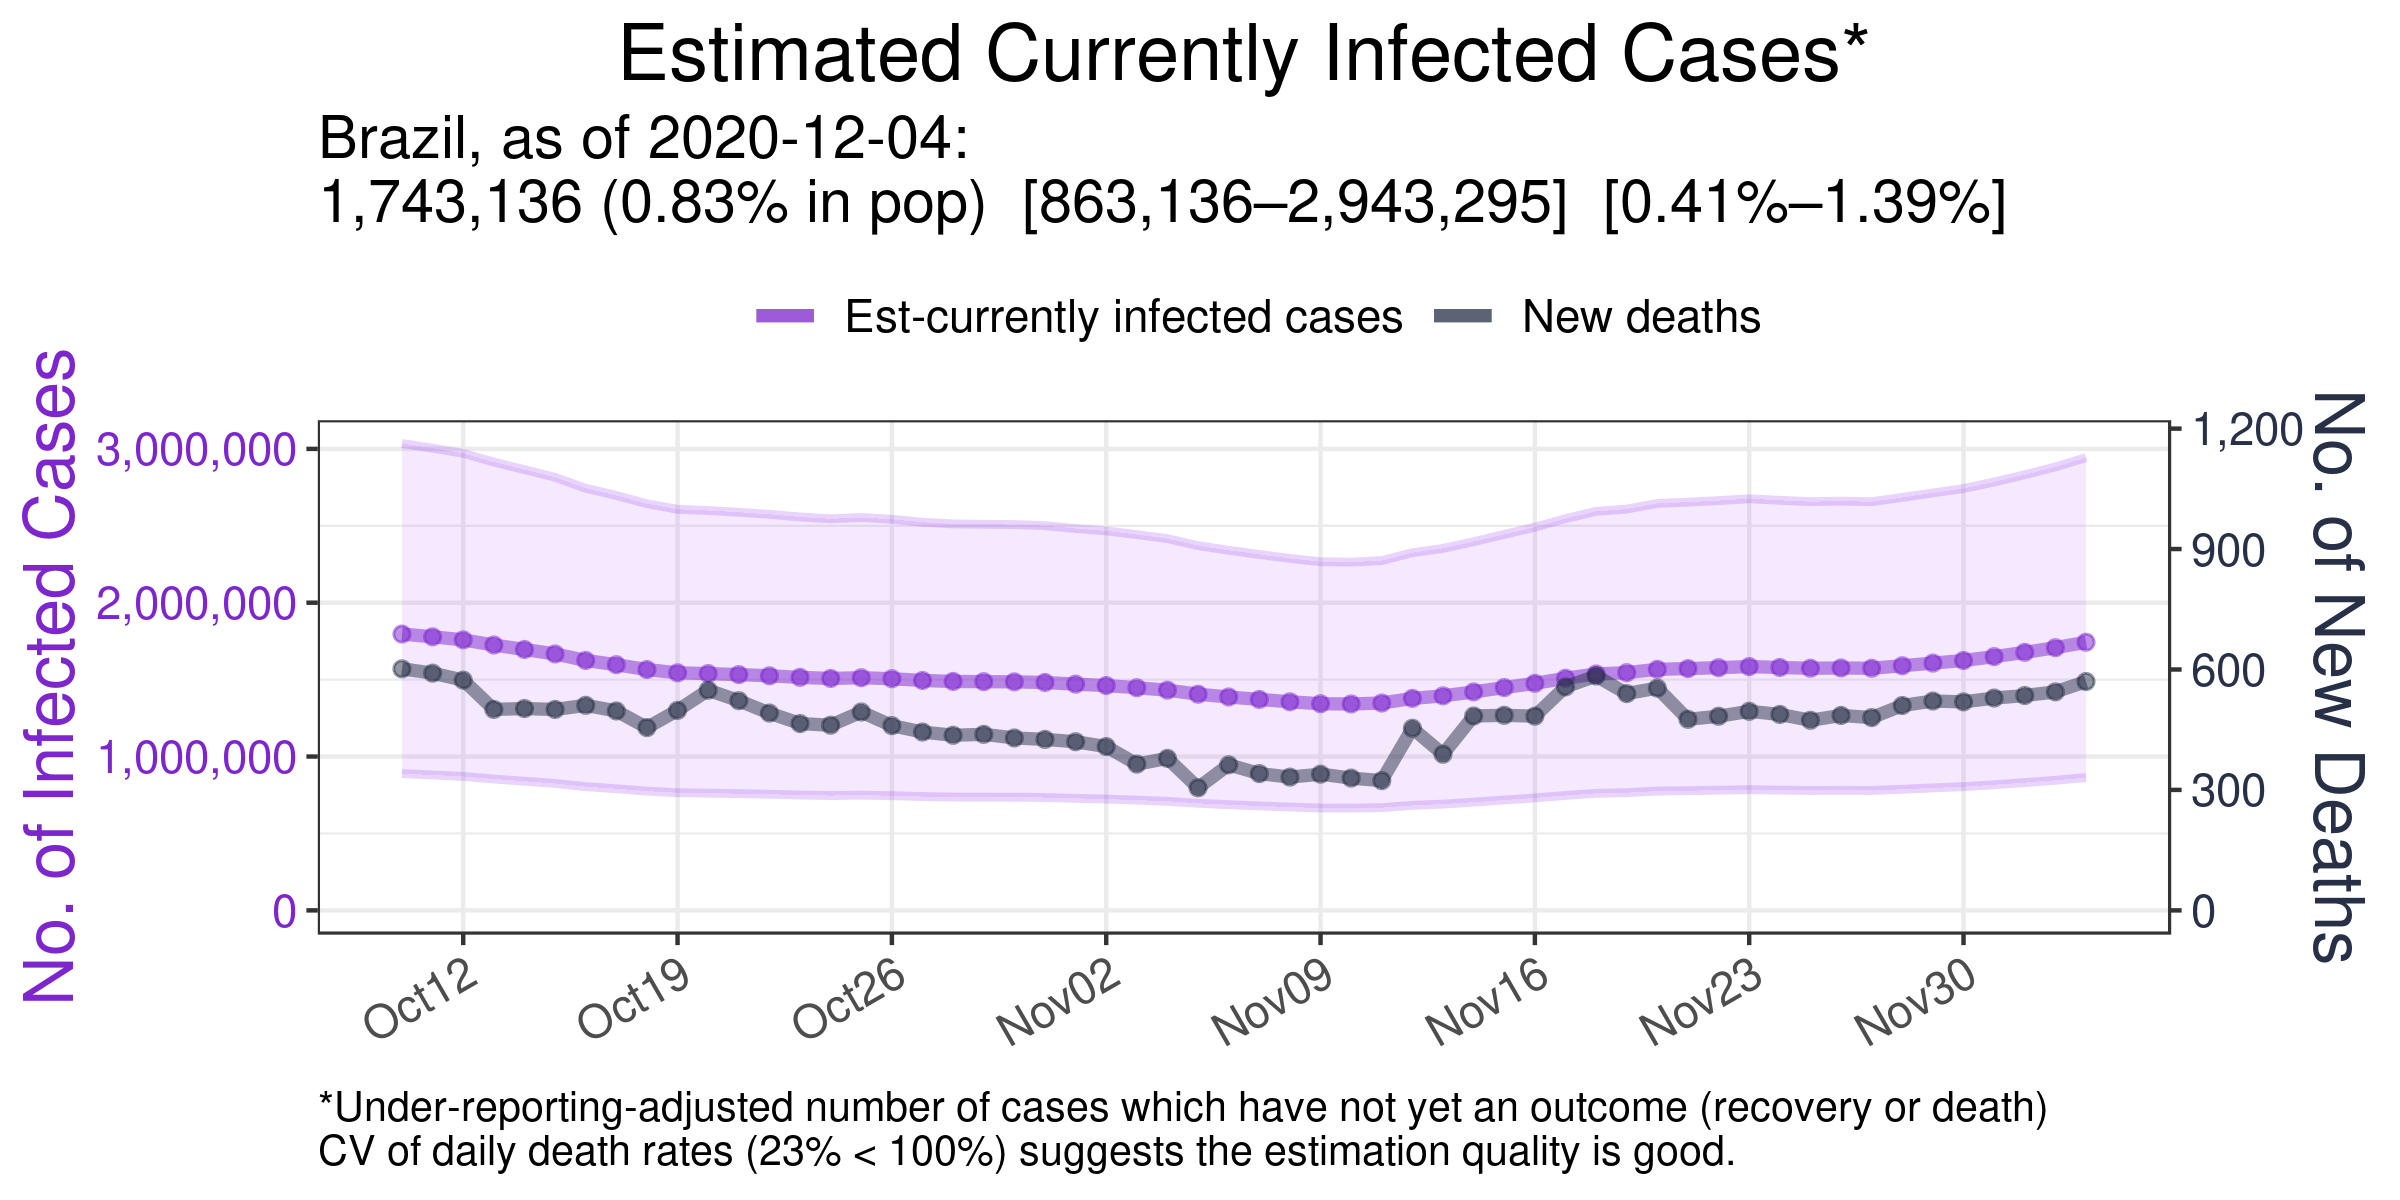 Estimated Currently Infected Cases*
Brazil, as of 2020-12-04:
1,743,136 (0.83% in pop) [863,136–2,943,295] [0.41%–1.39%]
Est-currently infected cases
New deaths
No. of Infected Cases
3,000,000
2,000,000
1,000,000
0
1,200
900
600
300
0
No. of New Deaths
Oct12
Oct19
Oct26
Nov02
Nov09
Nov16
Nov23
Nov30
*Under-reporting-adjusted number of cases which have not yet an outcome (recovery or death)
CV of daily death rates (23% < 100%) suggests the estimation quality is good.